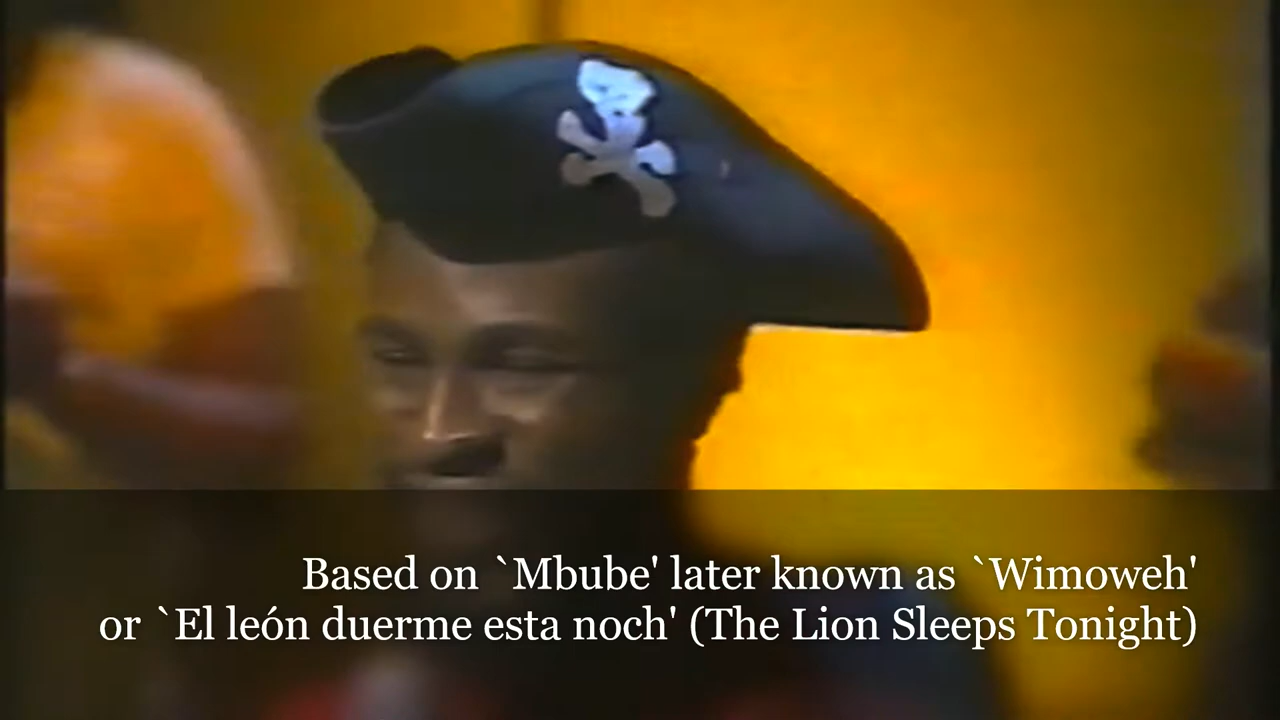 Based on `Mbube' later known as `Wimoweh'
or `El león duerme esta noch' (The Lion Sleeps Tonight)